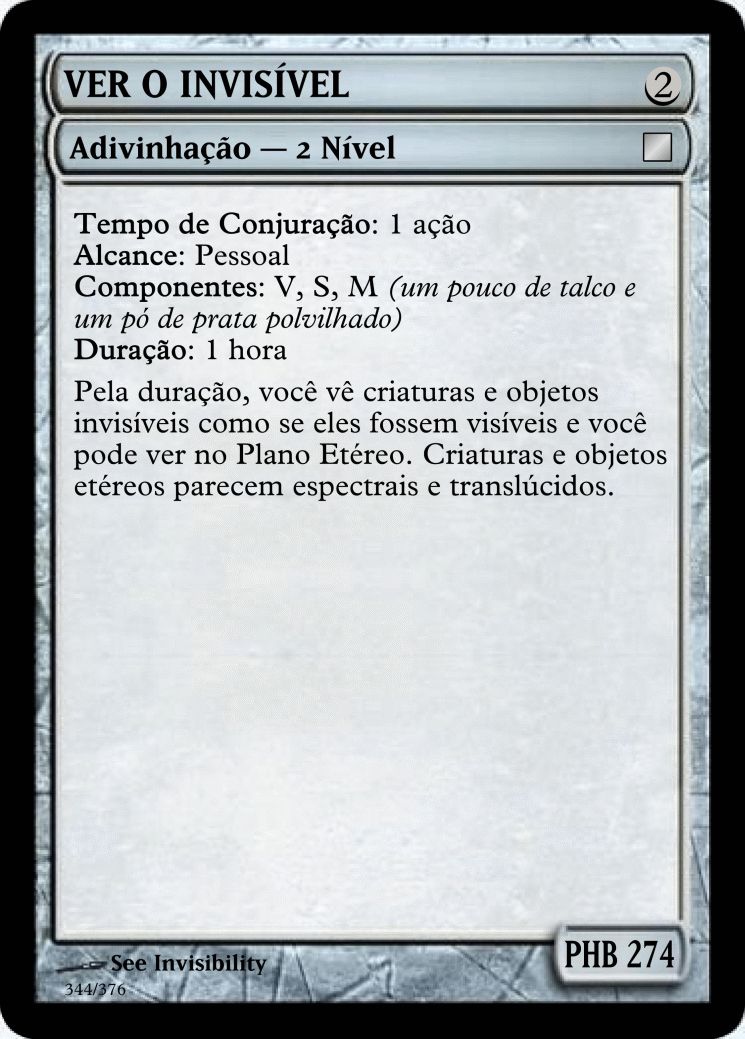 VER O INVISÍVEL
2
Adivinhação — 2 Nível
Tempo de Conjuração: 1 ação
Alcance: Pessoal
Componentes: V, S, M (um pouco de talco e
um pó de prata polvilhado)
Duração: 1 hora
Pela duração, você vê criaturas e objetos
invisíveis como se eles fossem visíveis e você
pode ver no Plano Etéreo. Criaturas e objetos
etéreos parecem espectrais e translúcidos.
See Invisibility
PHB 274
344/376